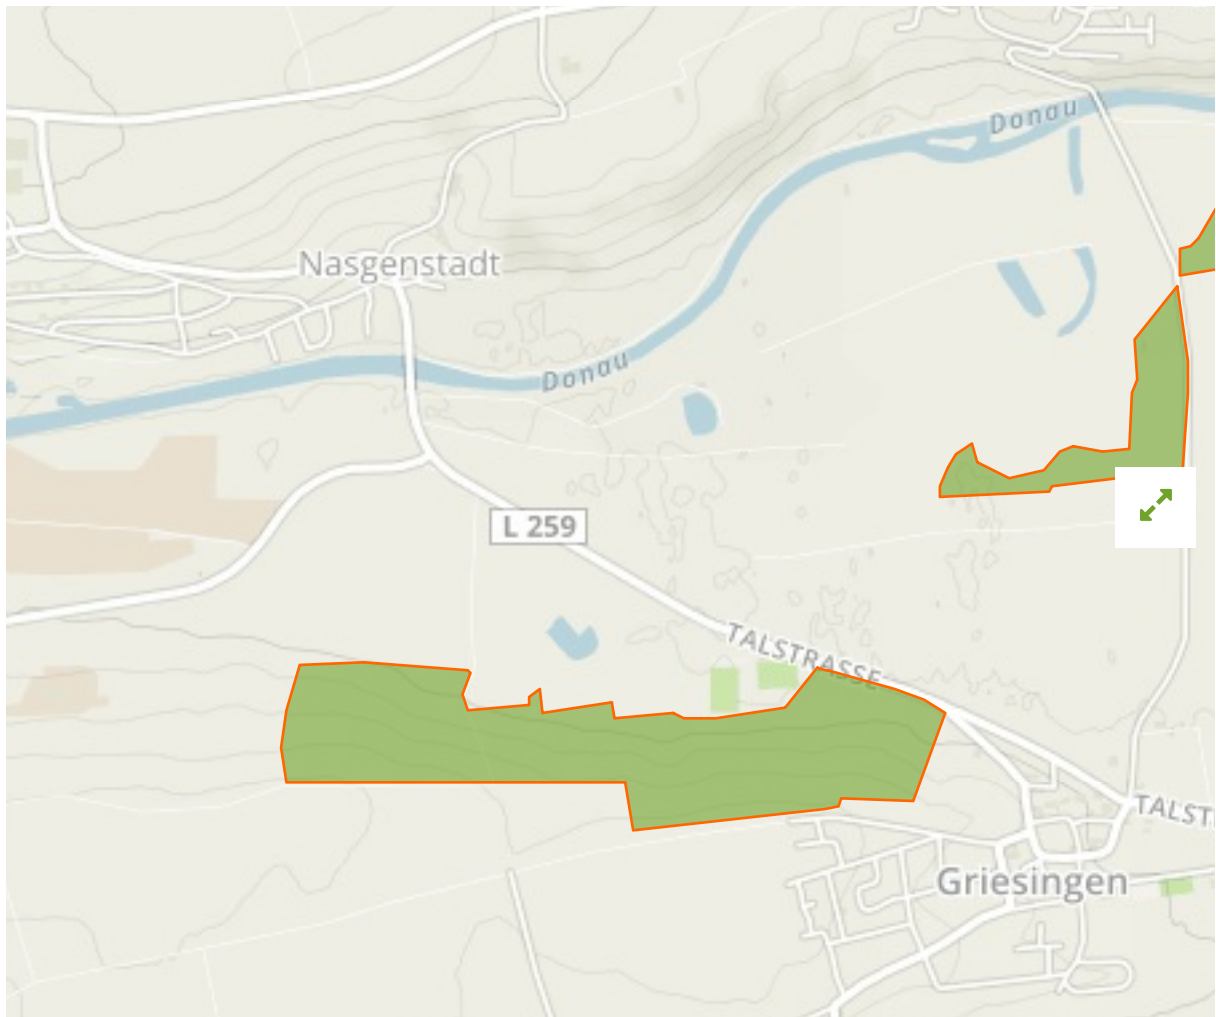 Donau
Nasgenstadt
Donau
L 259
TALSTRASSE
TALST
Griesingen